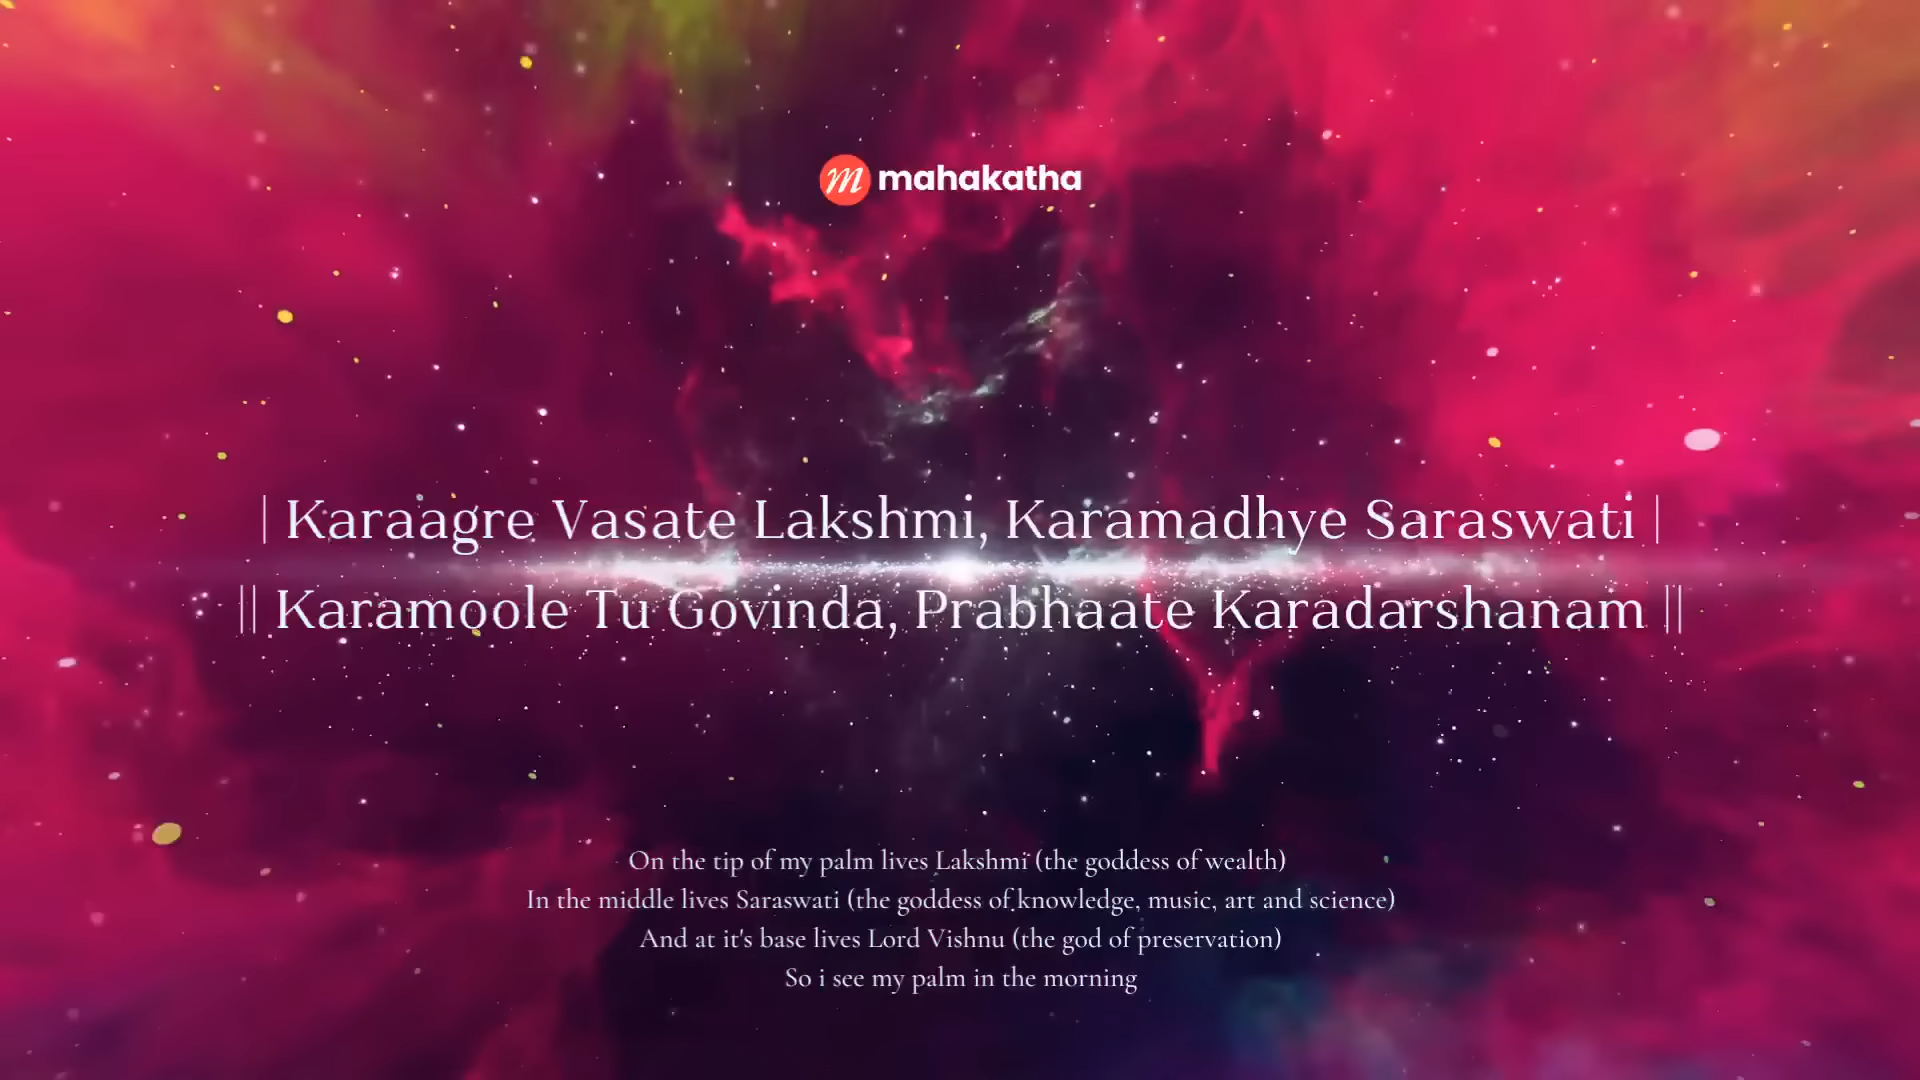 mahakatha
| Karaagre Vasate Lakshmi, Karamadhye Saraswati |
|| Karamoole Tu Govinda, Prabhaate Karadarshanam ||
On the tip of my palm lives Lakshmi (the goddess of wealth)
In the middle lives Saraswati (the goddess of knowledge, music, art and science)
And at it's base lives Lord Vishnu (the god of preservation)
So i see my palm in the morning